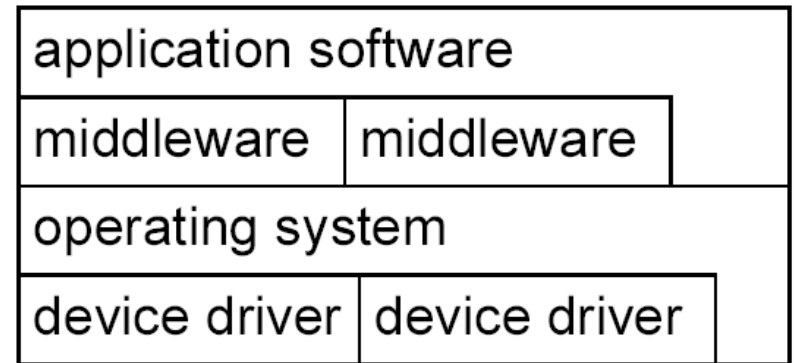 application software
middleware middleware
operating system
device driver device driver